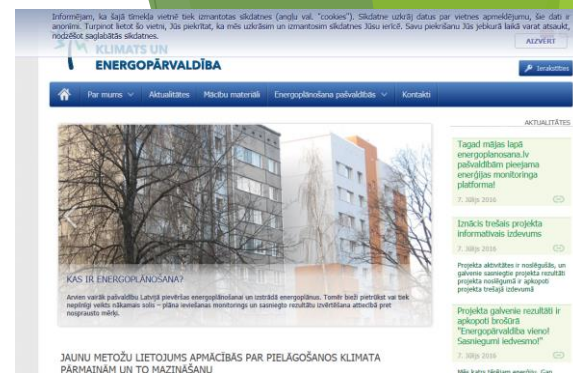 Informējam, ka šajā tīmekļa vietnē tiek izmantotas sīkdatnes (angļu val. "cookies"). Sīkdatne uzkrāj datus par vietnes apmeklējumu, šie dati ir
anonīmi. Turpinot lietot šo vietni, Jūs piekrītat, ka mēs uzkrāsim un izmantosim sīkdatnes Jūsu ierīcē. Savu piekrišanu Jūs jebkurā laikā varat atsaukt,
nodzēšot saglabātās sīkdatnes.
AIZVĒRT
KLIMATS UN
ENERGOPĀRVALDĪBA
Ierakstīties
Par mums Aktualitātes Mācību materiāli Energoplānošana pašvaldībās Kontakti
AKTUALITĀTES
Tagad mājas lapā
energoplanosana.lv
pašvaldībām pieejama
enerģijas monitoringa
platforma!
7. Jūlijs 2016
Iznācis trešais projekta
informatīvais izdevums
7. Jūlijs 2016
Projekta aktivitātes ir noslēgušās, un
galvenie sasniegtie projekta rezultāti
projekta noslēgumā ir apkopoti
projekta trešajā izdevumā
Projekta galvenie rezultāti ir
apkopoti brošūrā
"Energopārvaldība vieno!
Sasniegumi iedvesmo!"
7. Jūlijs 2016
Mēs katrs tērējam enerģiju. Gan
KAS IR ENERGOPLĀNOŠANA?
Arvien vairāk pašvaldību Latvijā pievēršas energoplānošanai un izstrādā energoplānus. Tomēr bieži pietrūkst vai tiek
nepilnīgi veikts nākamais solis – plāna ieviešanas monitorings un sasniegto rezultātu izvērtēšana attiecībā pret
nosprausto mērķi.
JAUNU METOŽU LIETOJUMS APMĀCĪBĀS PAR PIELĀGOŠANOS KLIMATA
PĀRMAIŅĀM UN TO MAZINĀŠANU